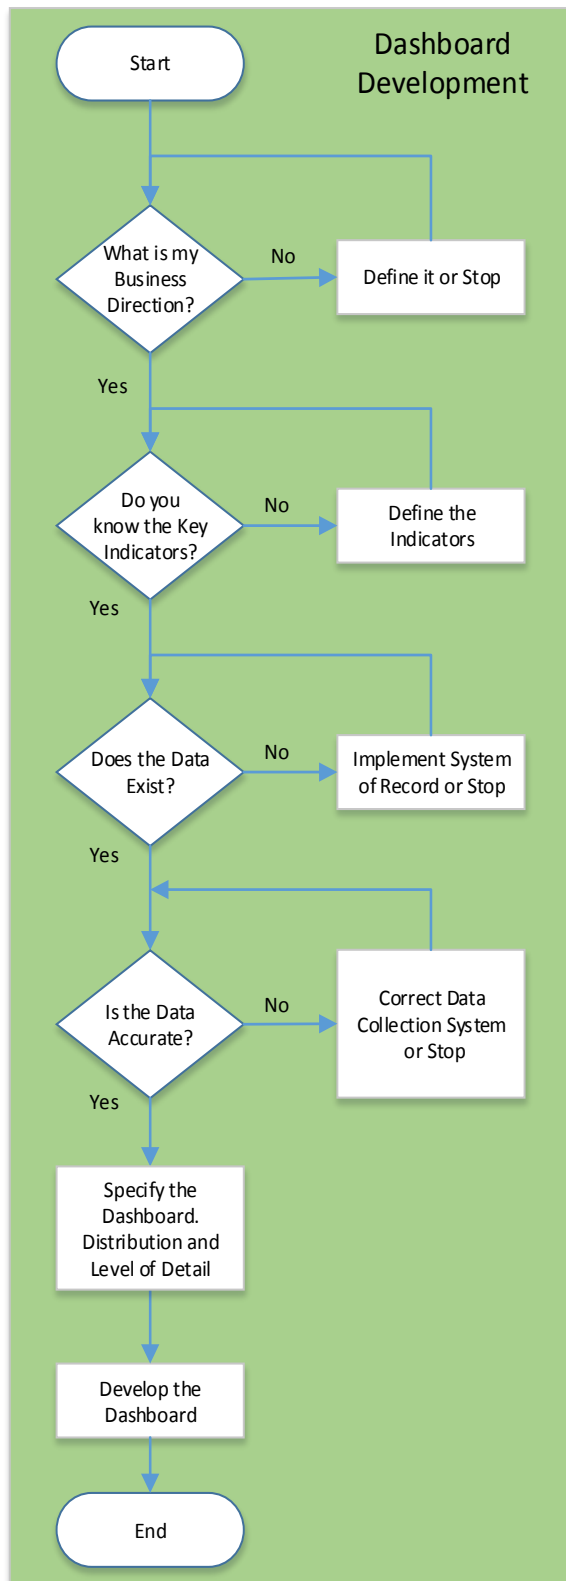 Dashboard
Development
Start
What is my
Business
Direction?
No
Define it or Stop
Yes
Do you
know the Key
Indicators?
No
Define the
Indicators
Yes
Does the Data
Exist?
No
Implement System
of Record or Stop
Yes
Is the Data
Accurate?
No
Correct Data
Collection System
or Stop
Yes
Specify the
Dashboard.
Distribution and
Level of Detail
Develop the
Dashboard
End